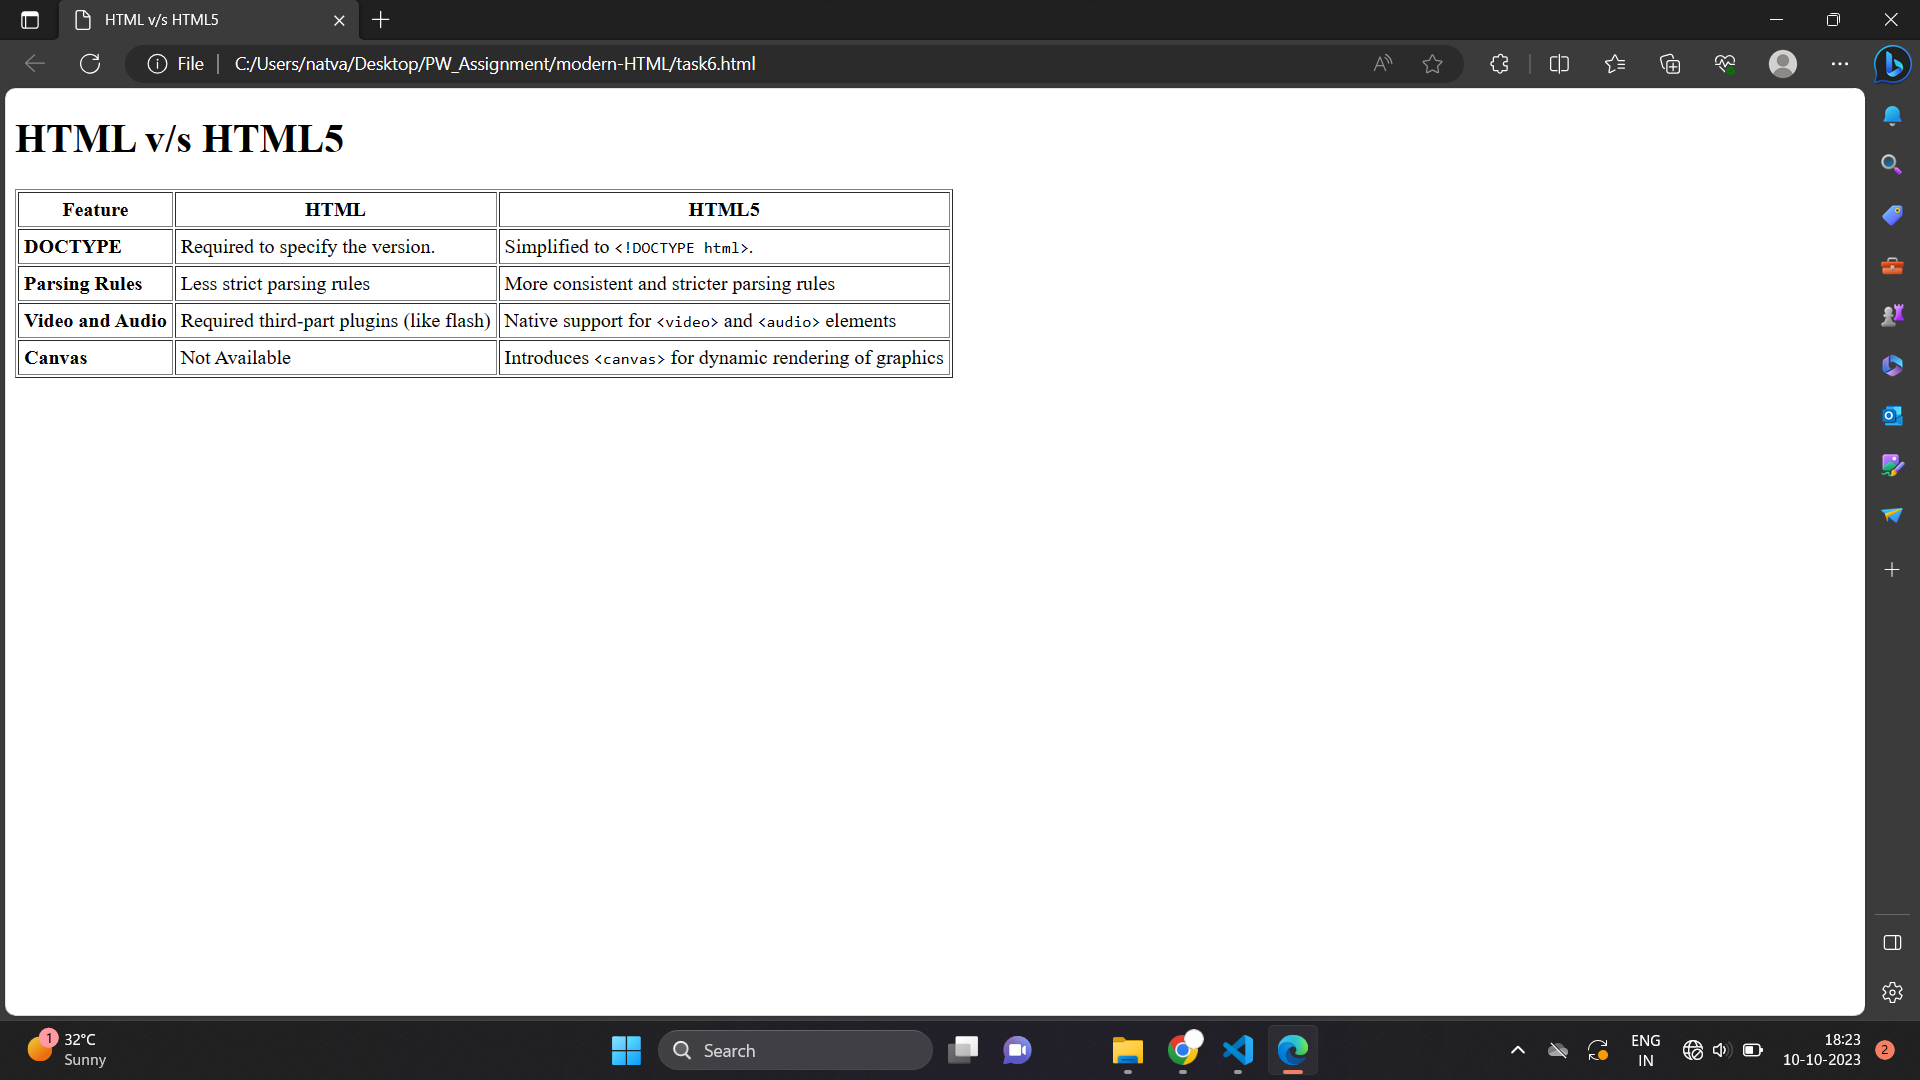 HTML v/s HTML5
File
C:/Users/natva/Desktop/PW_Assignment/modern-HTML/task6.html
HTML v/s HTML5
Feature HTML HTML5
DOCTYPE Required to specify the version. Simplified to <!DOCTYPE html>.
Parsing Rules Less strict parsing rules More consistent and stricter parsing rules
Video and Audio Required third-part plugins (like flash) Native support for <video> and <audio> elements
Canvas Not Available Introduces <canvas> for dynamic rendering of graphics
1
32°C
Sunny
Search
ENG
IN
18:23
10-10-2023
2